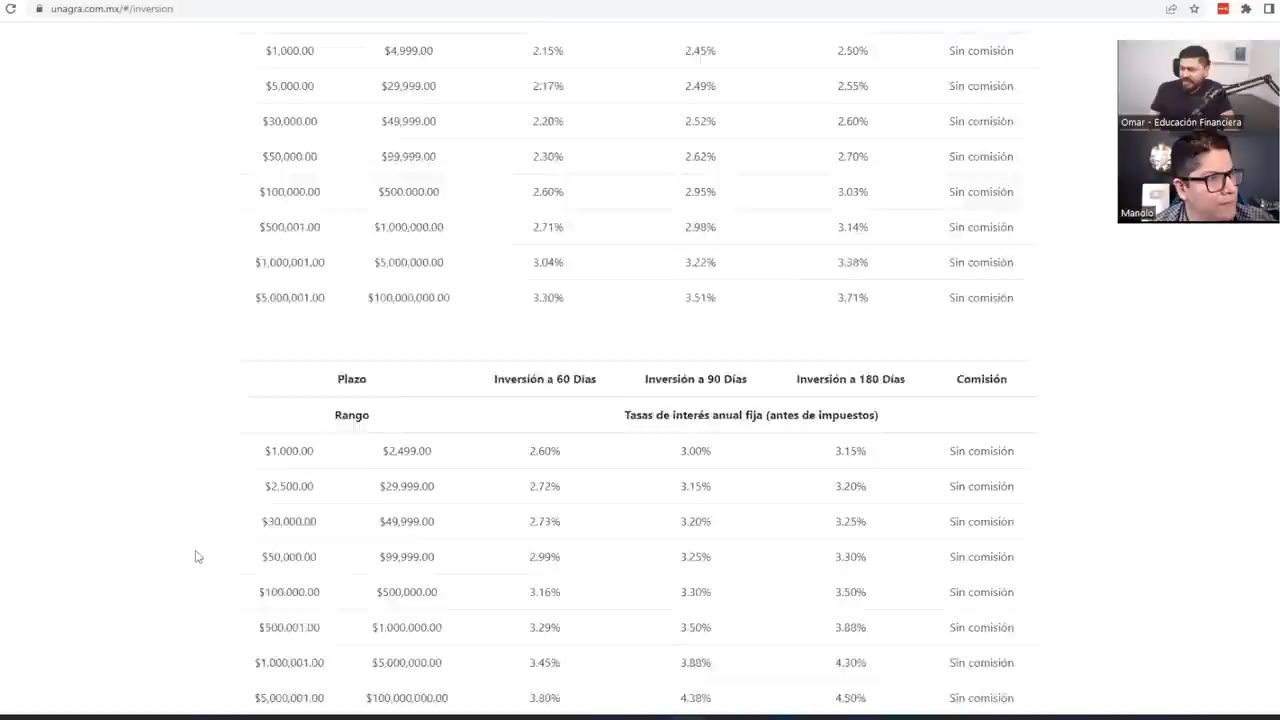 unagra.com.mx/#/inversion
$1,000.00 $4,999.00 2.15% 2.45% 2.50% Sin comisión
$5,000.00 $29,999.00 2.17% 2.49% 2.55% Sin comisión
$30,000.00 $49,999.00 2.20% 2.52% 2.60% Sin comisión
$50,000.00 $99,999.00 2.30% 2.62% 2.70% Sin comisión
$100,000.00 $500,000.00 2.60% 2.95% 3.03% Sin comisión
$500,001.00 $1,000,000.00 2.71% 2.98% 3.14% Sin comisión
$1,000,001.00 $5,000,000.00 3.04% 3.22% 3.38% Sin comisión
$5,000,001.00 $100,000,000.00 3.30% 3.51% 3.71% Sin comisión
Plazo Inversión a 60 Días Inversión a 90 Días Inversión a 180 Días Comisión
Rango Tasas de interés anual fija (antes de impuestos)
$1,000.00 $2,499.00 2.60% 3.00% 3.15% Sin comisión
$2,500.00 $29,999.00 2.72% 3.15% 3.20% Sin comisión
$30,000.00 $49,999.00 2.73% 3.20% 3.25% Sin comisión
$50,000.00 $99,999.00 2.99% 3.25% 3.30% Sin comisión
$100,000.00 $500,000.00 3.16% 3.30% 3.50% Sin comisión
$500,001.00 $1,000,000.00 3.29% 3.50% 3.88% Sin comisión
$1,000,001.00 $5,000,000.00 3.45% 3.88% 4.30% Sin comisión
$5,000,001.00 $100,000,000.00 3.80% 4.38% 4.50% Sin comisión
Omar - Educación Financiera
Manolo